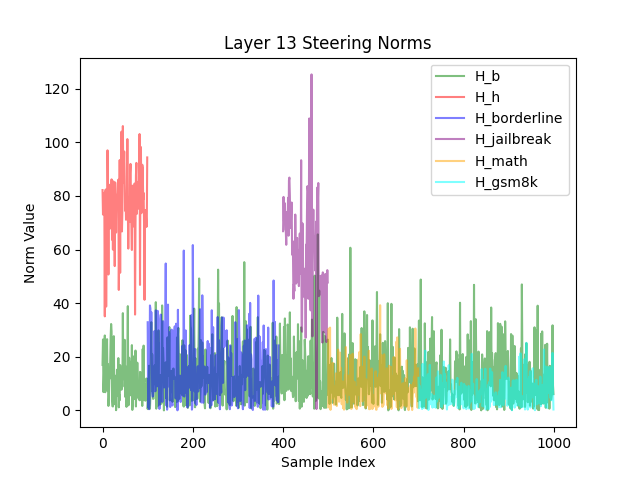 Layer 13 Steering Norms
H_b
H_h
H_borderline
H_jailbreak
H_math
H_gsm8k
Norm Value
120
100
80
60
40
20
0
0
200
400
600
800
1000
Sample Index